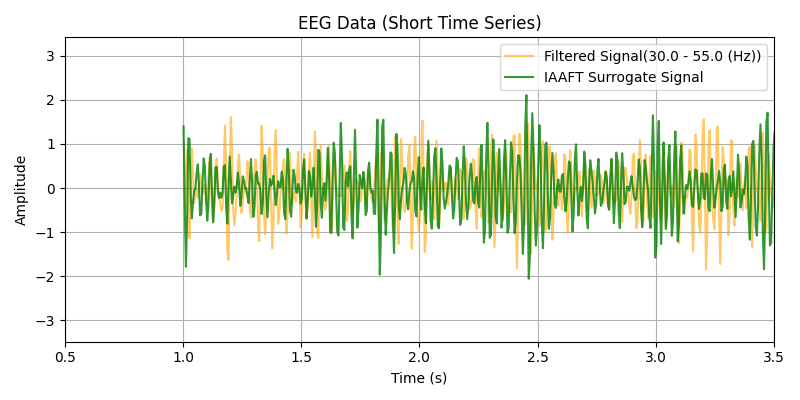 EEG Data (Short Time Series)
Filtered Signal(30.0 - 55.0 (Hz))
IAAFT Surrogate Signal
Amplitude
3
2
1
0
−1
−2
−3
0.5 1.0 1.5 2.0 2.5 3.0 3.5
Time (s)